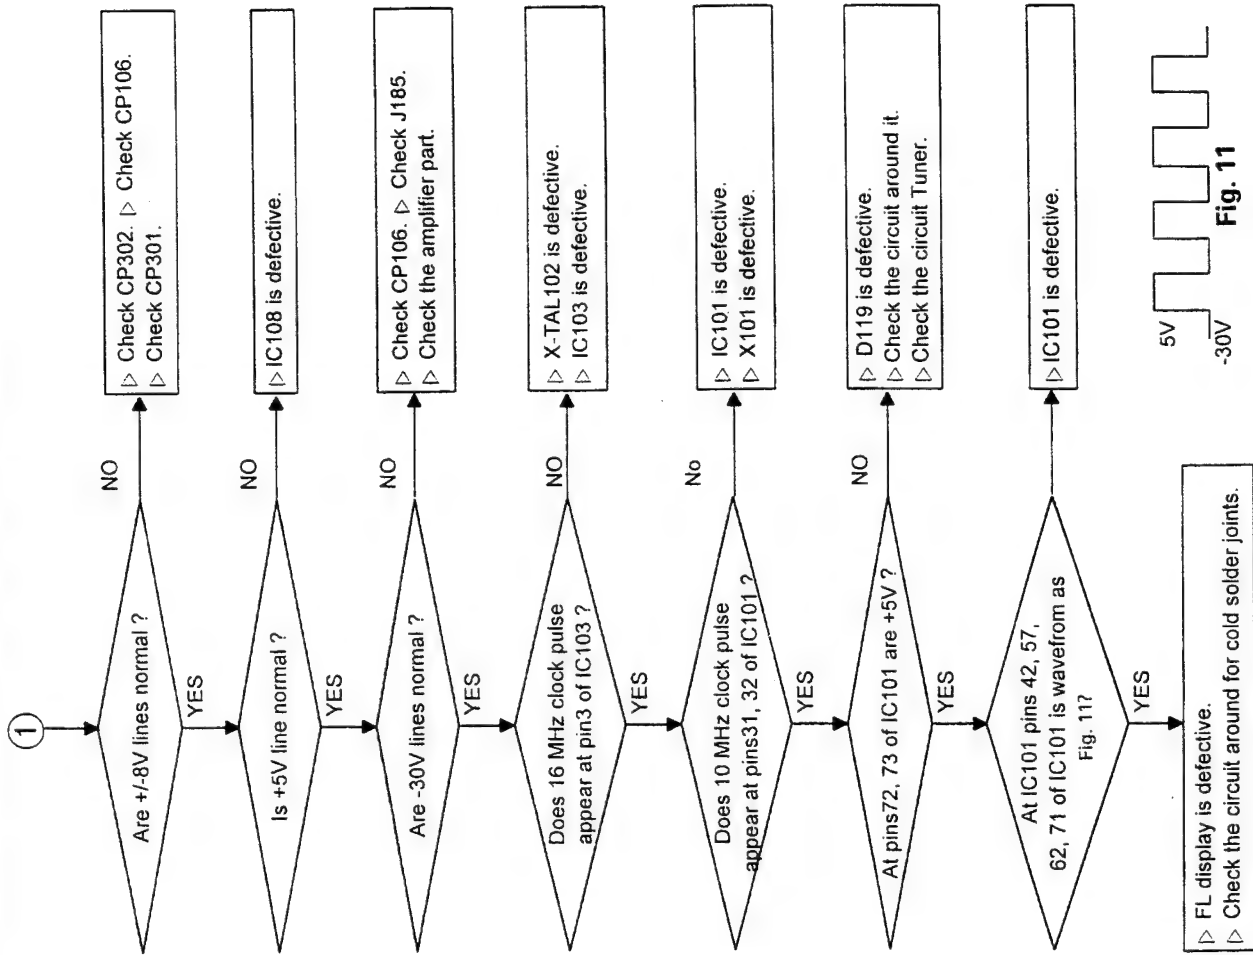 1
Are +/-8V lines normal ?
NO
▷ Check CP302. ▷ Check CP106.
▷ Check CP301.
YES
Is +5V line normal ?
NO
▷ IC108 is defective.
YES
Are -30V lines normal ?
NO
▷ Check CP106. ▷ Check J185.
▷ Check the amplifier part.
YES
Does 16 MHz clock pulse
appear at pin3 of IC103 ?
NO
▷ X-TAL102 is defective.
▷ IC103 is defective.
YES
Does 10 MHz clock pulse
appear at pins31, 32 of IC101 ?
No
▷ IC101 is defective.
▷ X101 is defective.
YES
At pins72, 73 of IC101 are +5V ?
NO
▷ D119 is defective.
▷ Check the circuit around it.
▷ Check the circuit Tuner.
YES
At IC101 pins 42, 57,
62, 71 of IC101 is wavefrom as
Fig. 11?
▷ IC101 is defective.
YES
▷ FL display is defective.
▷ Check the circuit around for cold solder joints.
5V
-30V
Fig. 11